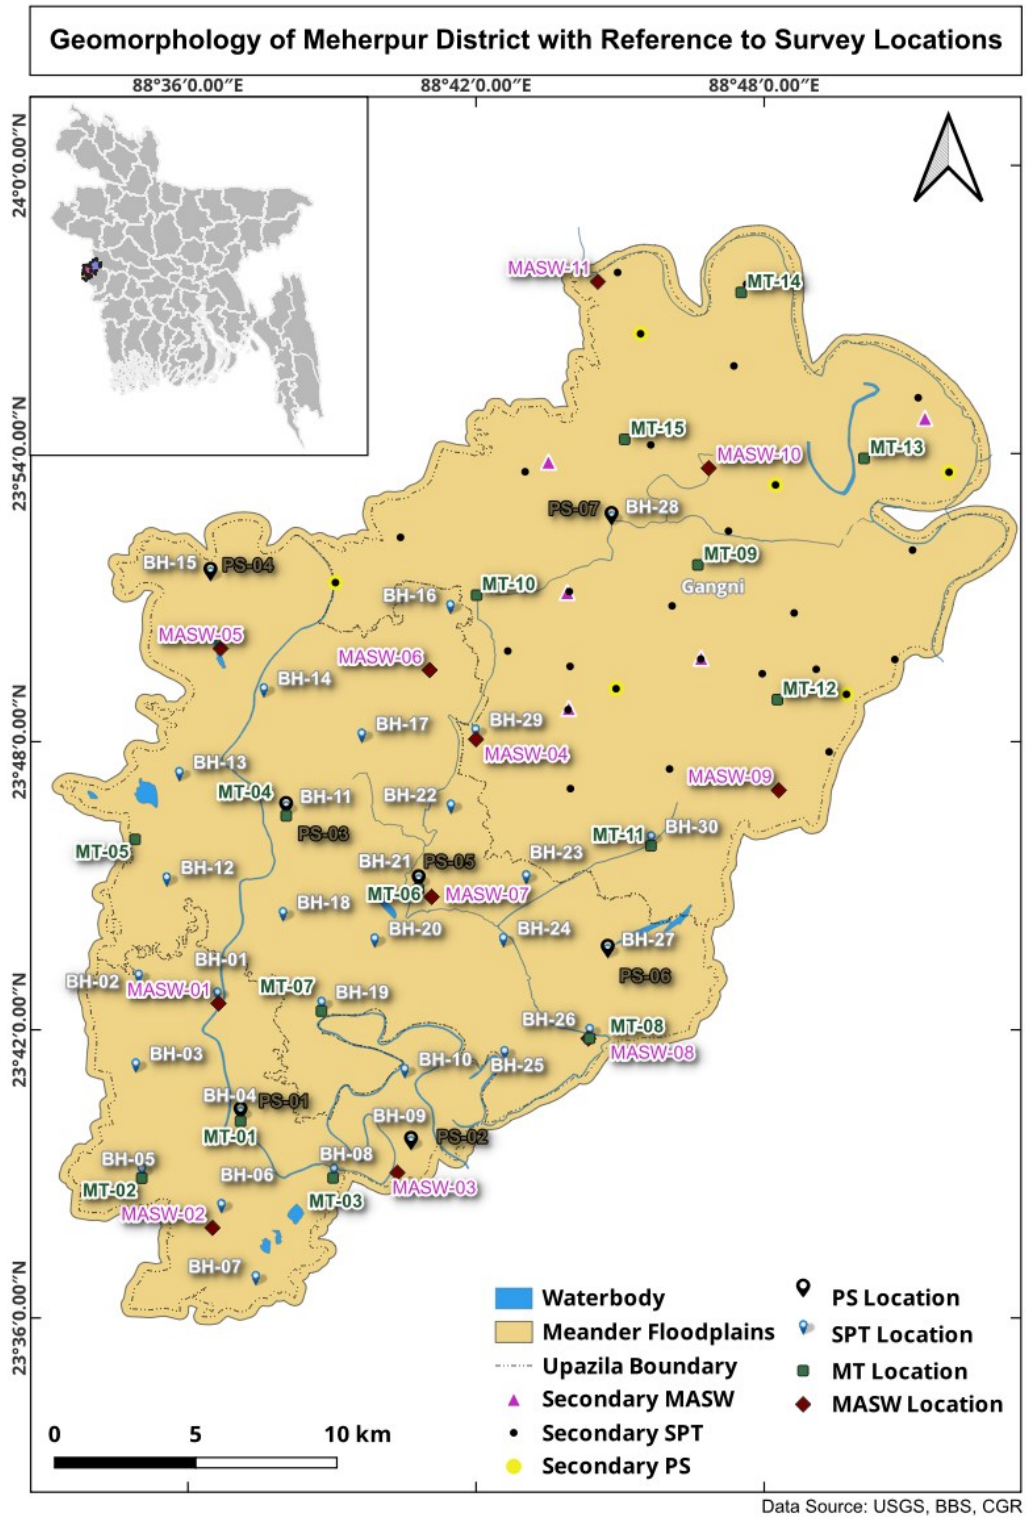 Geomorphology of Meherpur District with Reference to Survey Locations
88°36′0.00″E 88°42′0.00″E 88°48′0.00″E
24°0′0.00″N
23°54′0.00″N
23°48′0.00″N
23°42′0.00″N
23°36′0.00″N
MASW-11
MT-14
MT-15
MASW-10
MT-13
PS-07 BH-28
BH-15 PS-04
MT-09
Gangni
MT-10
BH-16
MASW-05
MASW-06
BH-14
MT-12
BH-17
BH-29
MASW-04
BH-13
MASW-09
MT-04
BH-11
BH-22
PS-03
MT-11
BH-30
MT-05
BH-21 PS-05
BH-23
BH-12
MT-06
MASW-07
BH-18
BH-20
BH-24
BH-27
BH-01
PS-06
BH-02
MASW-01
MT-07
BH-19
BH-26
MT-08
MASW-08
BH-03
BH-10
BH-25
BH-04
PS-01
BH-09
MT-01
PS-02
BH-05
BH-08
BH-06
MT-02
MT-03
MASW-03
MASW-02
BH-07
Waterbody
Meander Floodplains
Upazila Boundary
Secondary MASW
Secondary SPT
Secondary PS
PS Location
SPT Location
MT Location
MASW Location
0 5 10 km
Data Source: USGS, BBS, CGR